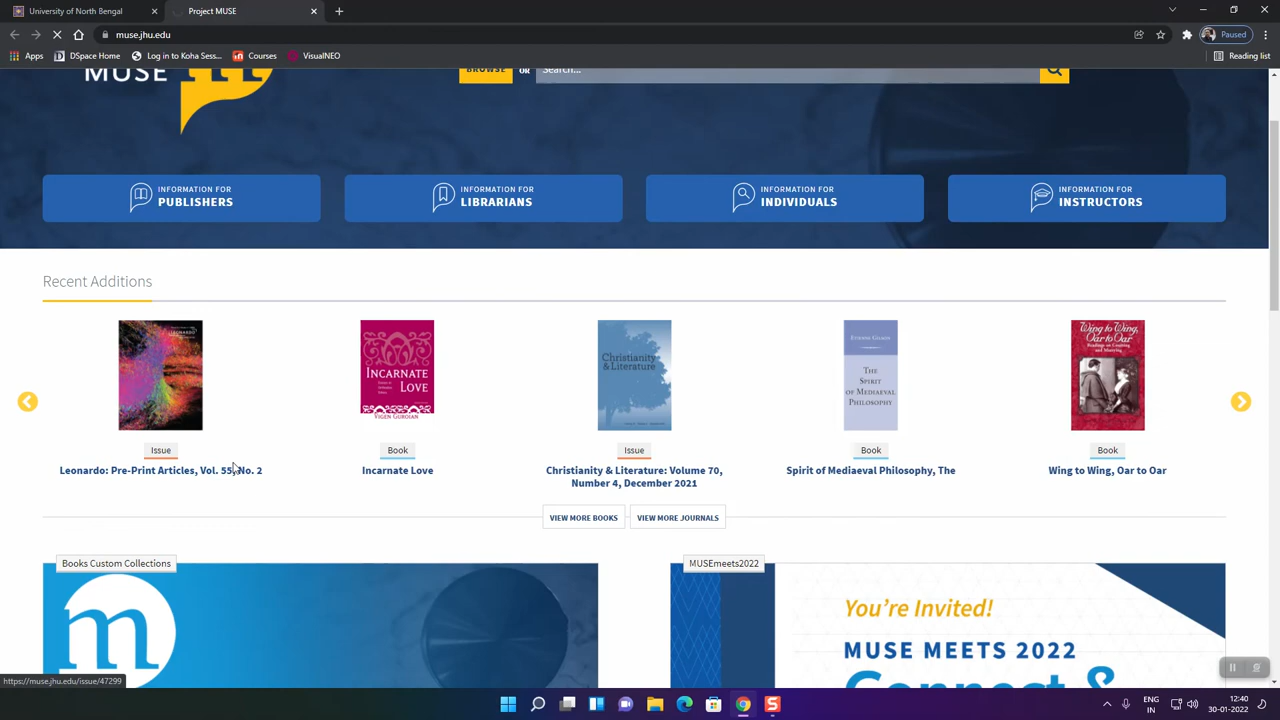 University of North Bengal
Project MUSE
muse.jhu.edu
Paused
Apps
DSpace Home
Log in to Koha Sess...
Courses
VisualNEO
Reading list
MUSE
BROWSE OR Search...
INFORMATION FOR
PUBLISHERS
INFORMATION FOR
LIBRARIANS
INFORMATION FOR
INDIVIDUALS
INFORMATION FOR
INSTRUCTORS
Recent Additions
INCARNATE
LOVE
VIGEN GUROIAN
Christianity
& Literature
ETIENNE GILSON
THE
SPIRIT
OF
MEDIAEVAL
PHILOSOPHY
Wing to Wing,
Oar to Oar
Readings on Courting
and Marrying
Issue
Leonardo: Pre-Print Articles, Vol. 55, No. 2
Book
Incarnate Love
Issue
Christianity & Literature: Volume 70,
Number 4, December 2021
Book
Spirit of Mediaeval Philosophy, The
Book
Wing to Wing, Oar to Oar
VIEW MORE BOOKS
VIEW MORE JOURNALS
Books Custom Collections
m
MUSEmeets2022
You're Invited!
MUSE MEETS 2022
Connect &
https://muse.jhu.edu/issue/47299
ENG
IN
12:40
30-01-2022